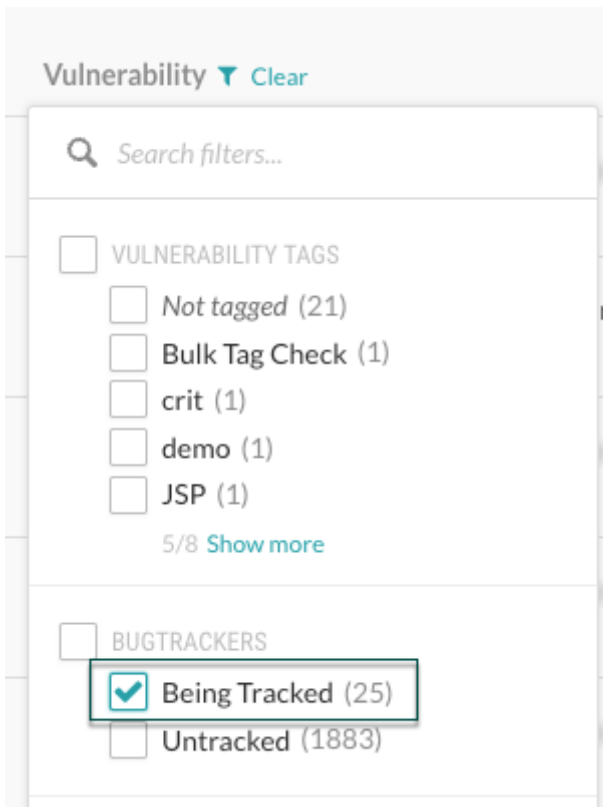 Vulnerability Clear
Search filters...
VULNERABILITY TAGS
Not tagged (21)
Bulk Tag Check (1)
crit (1)
demo (1)
JSP (1)
5/8 Show more
BUGTRACKERS
Being Tracked (25)
Untracked (1883)